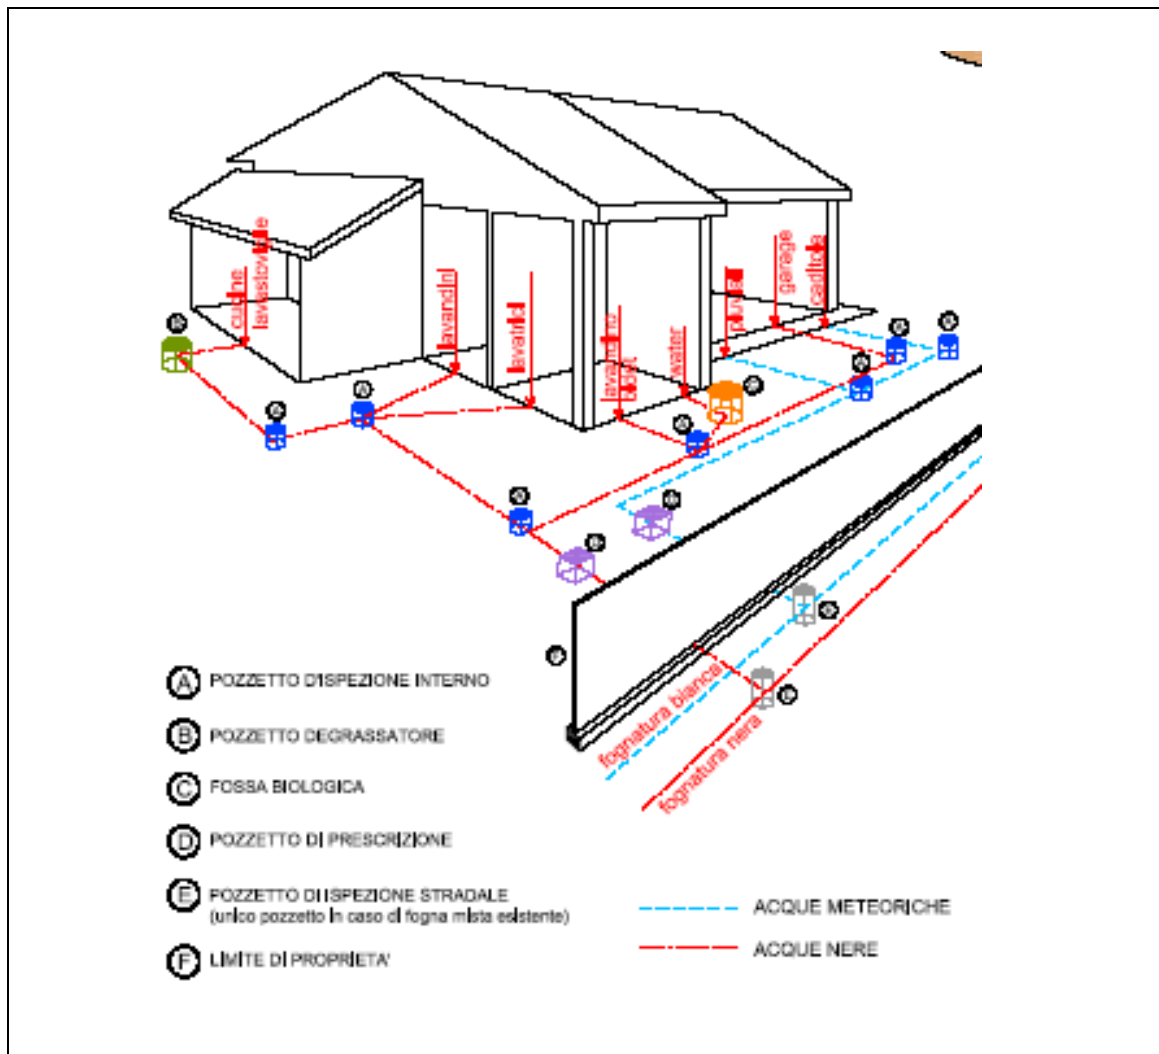 cucine
lavastoviglie
lavandini
lavatrici
lavandino
bidet
water
pluviali
garage
caditoia
A
A
A
A
A
A
A
A
F
E
E
fognatura bianca
fognatura nera
A POZZETTO D'ISPEZIONE INTERNO
B POZZETTO DEGRASSATORE
C FOSSA BIOLOGICA
D POZZETTO DI PRESCRIZIONE
E POZZETTO DI ISPEZIONE STRADALE
(unico pozzetto in caso di fogna mista esistente)
F LIMITE DI PROPRIETA'
ACQUE METEORICHE
ACQUE NERE